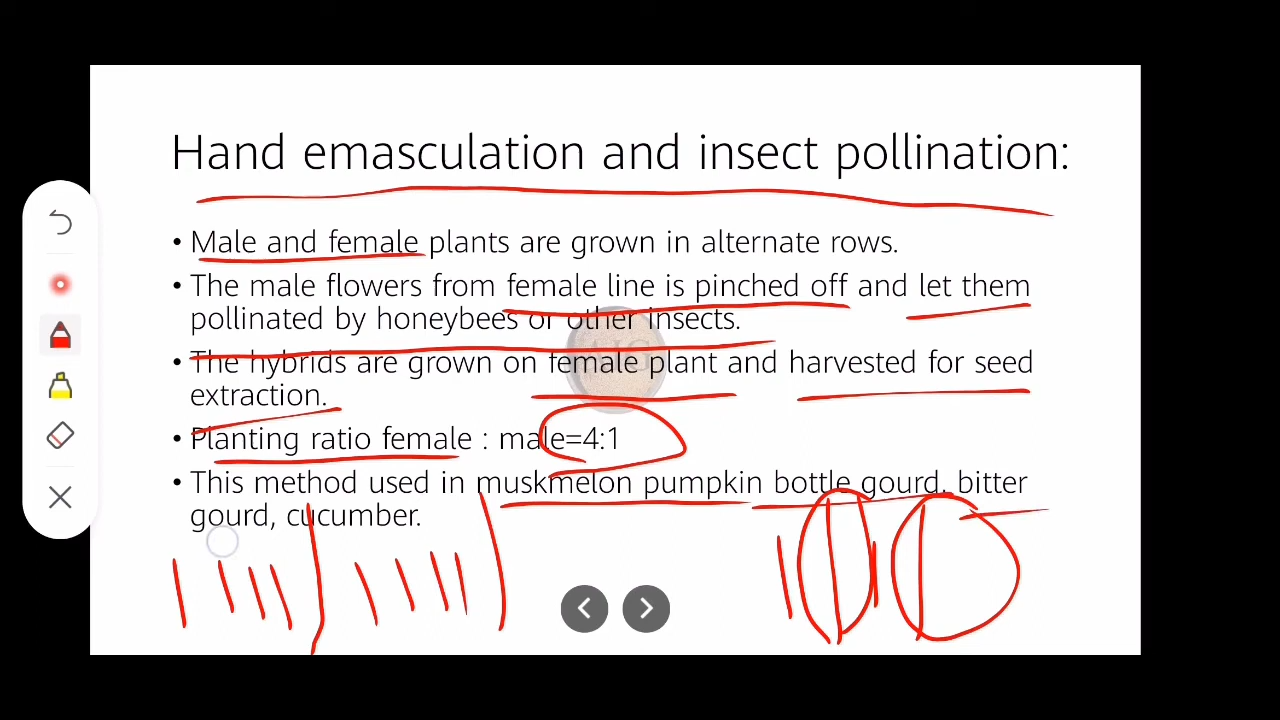 Hand emasculation and insect pollination:
• Male and female plants are grown in alternate rows.
• The male flowers from female line is pinched off and let them
pollinated by honeybees or other insects.
• The hybrids are grown on female plant and harvested for seed
extraction.
• Planting ratio female : male=4:1
• This method used in muskmelon pumpkin bottle gourd, bitter
gourd, cucumber.